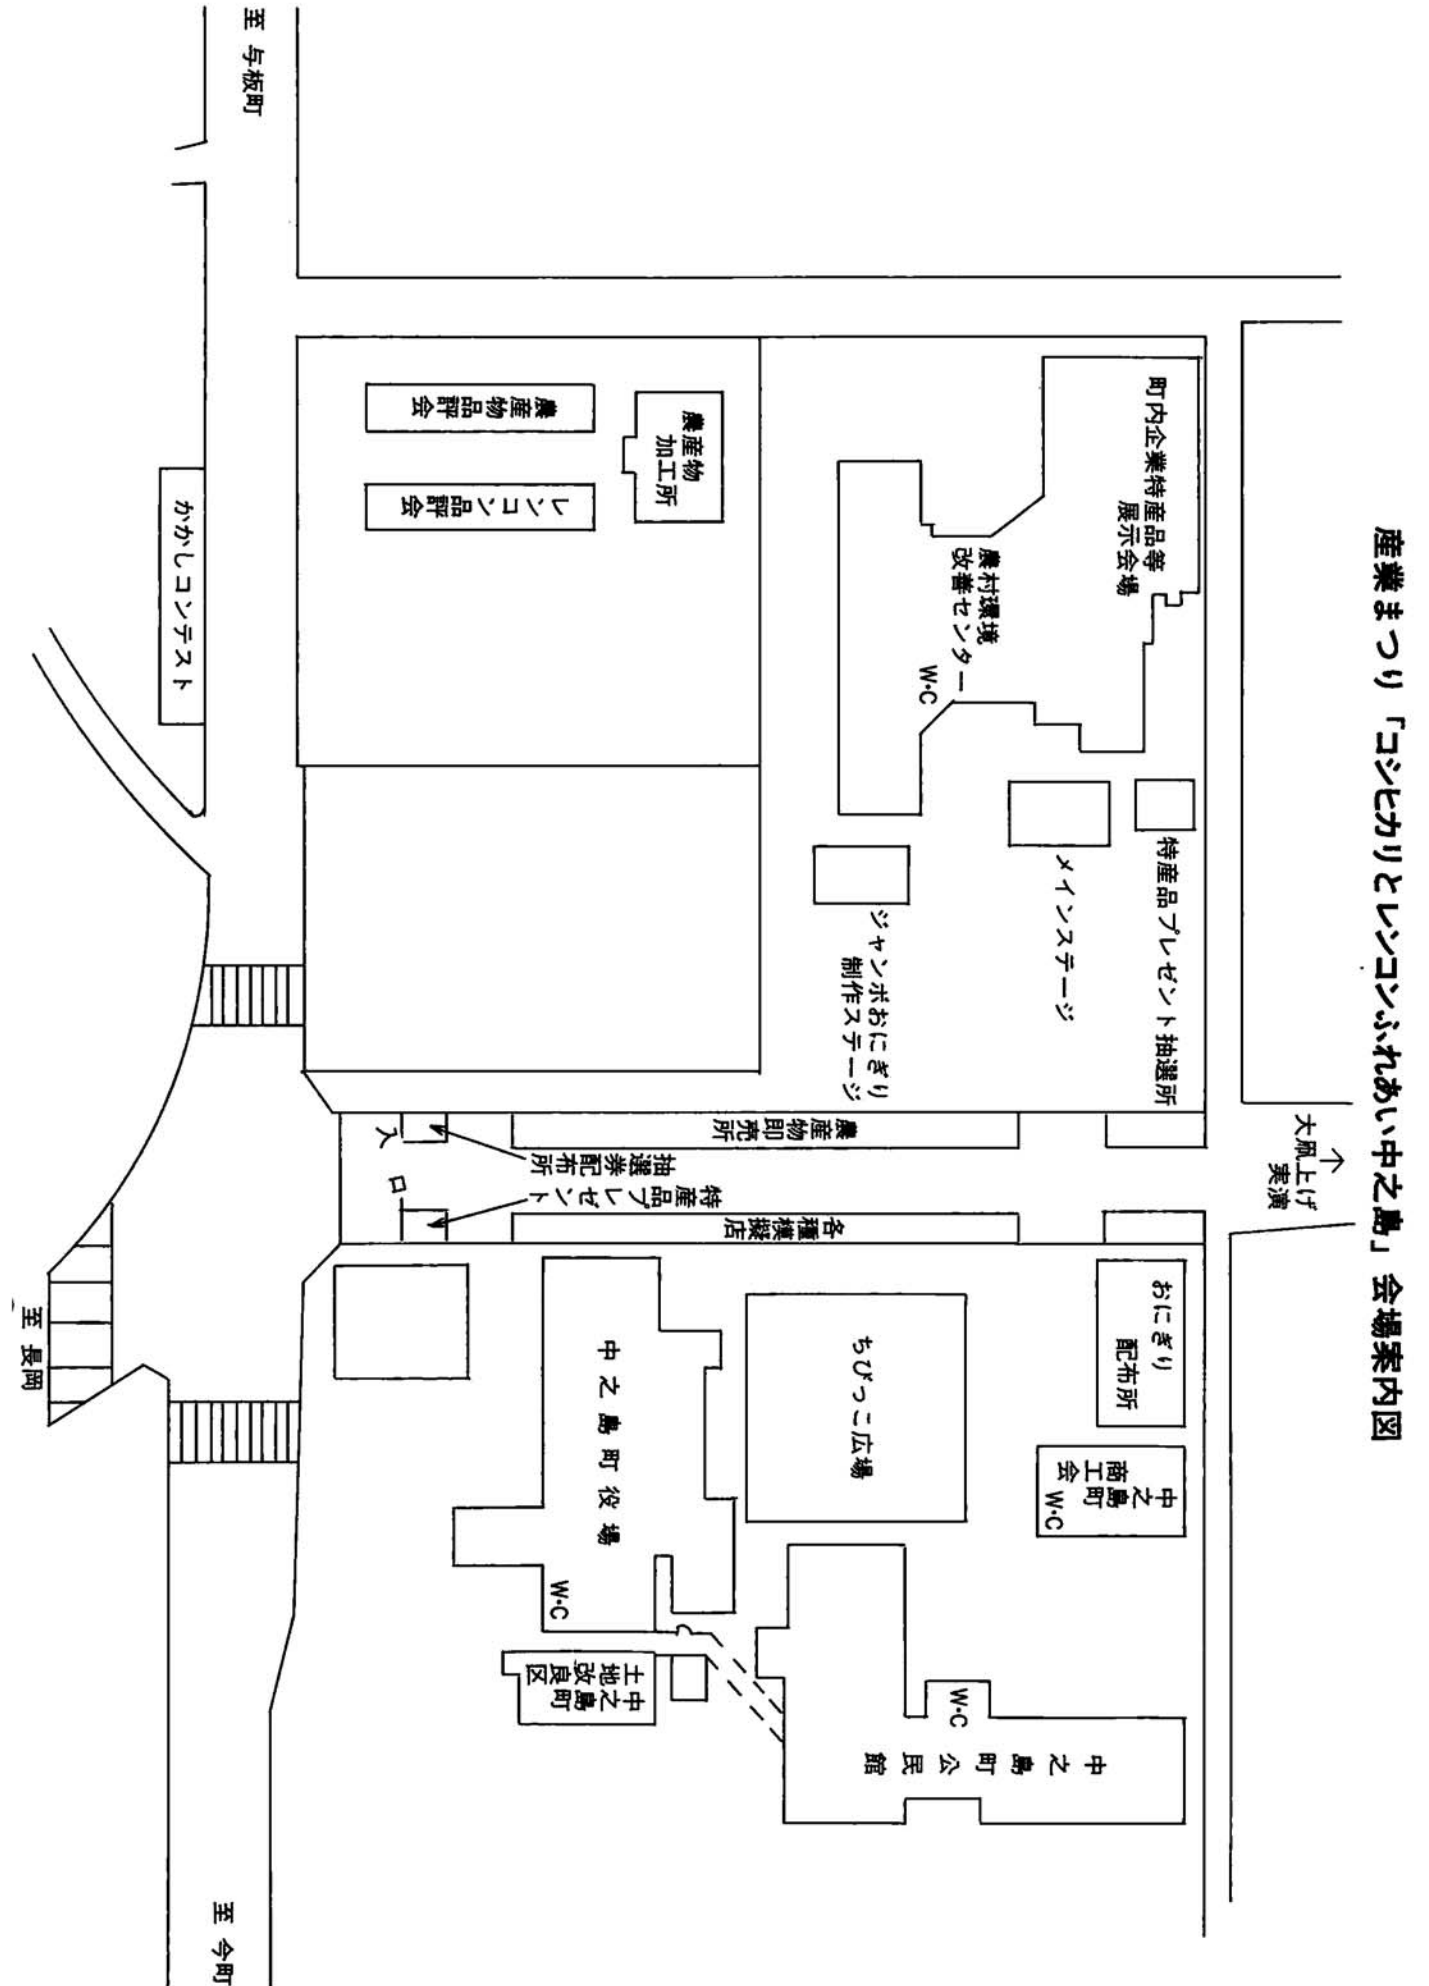 産業まつり「コシヒカリとレンコンふれあい中之島」会場案内図
町内企業特産品等
展示会場
農村環境
改善センター
W・C
特産品プレゼント抽選所
メインステージ
ジャンボおにぎり
制作ステージ
農産物
加工所
農産物品評会
レンコン品評会
至 与板町
かかしコンテスト
大凧上げ
実演
農産物即売所
各種模擬店
特産品プレゼント
抽選券配布所
入口
おにぎり
配布所
中之島町
商工会
W・C
ちびっこ広場
中之島町役場
W・C
中之島町
土地改良区
中之島町公民館
W・C
至 長岡
至 今町